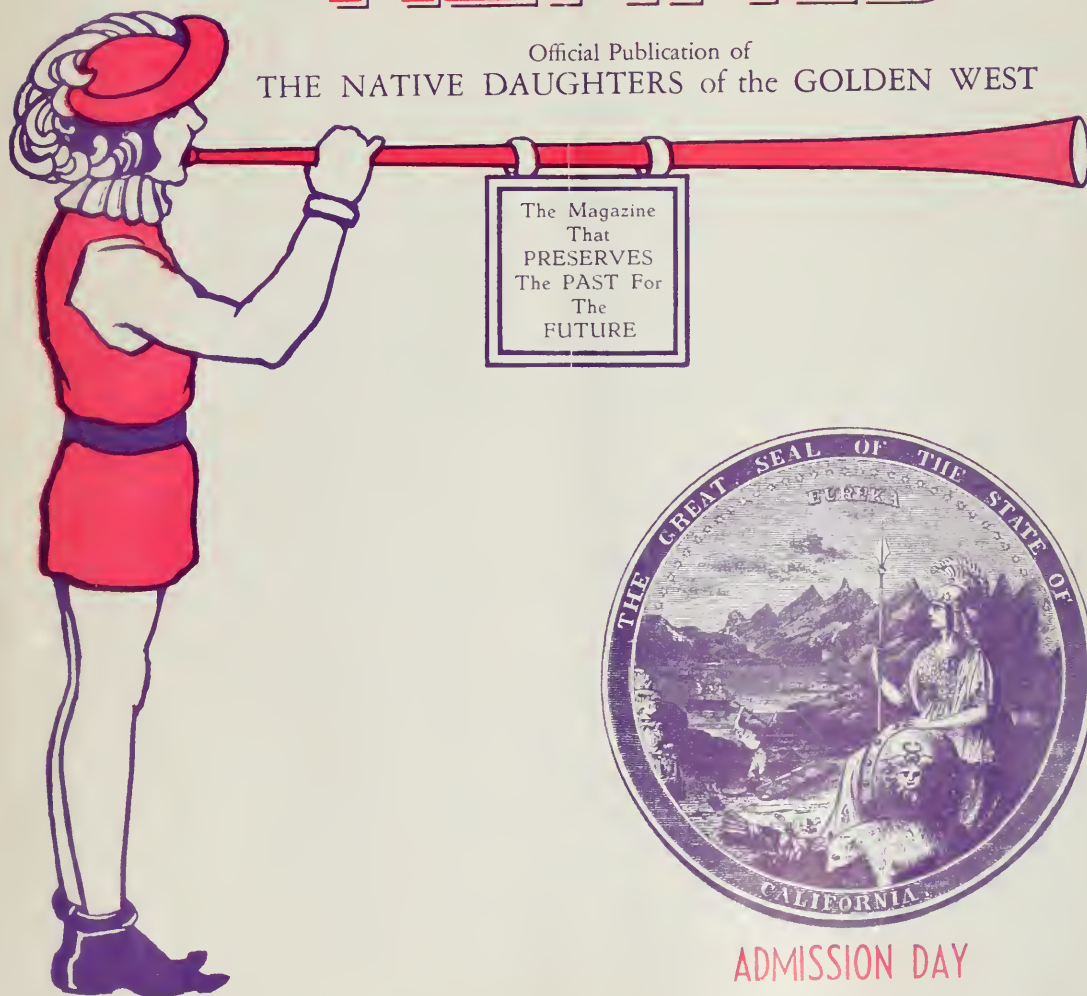 Official Publication of
THE NATIVE DAUGHTERS of the GOLDEN WEST
The Magazine
That
PRESERVES
The PAST For
The
FUTURE
THE GREAT SEAL OF THE STATE OF
EUREKA
CALIFORNIA
ADMISSION DAY